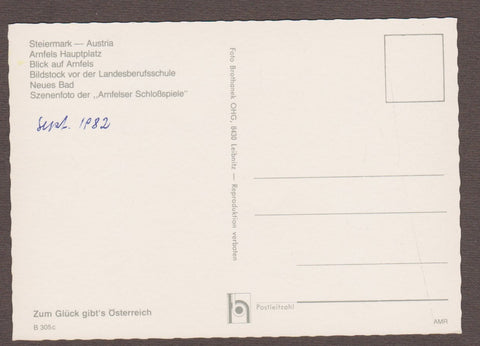 Steiermark — Austria
Arnfels Hauptplatz
Blick auf Arnfels
Bildstock vor der Landesberufsschule
Neues Bad
Szenenfoto der „Arnfelser Schloßspiele"
Sept. 1982
Zum Glück gibt's Österreich
B 305c
Foto Brothanek OHG, 8430 Leibnitz — Reproduktion verboten
Postleitzahl
AMR